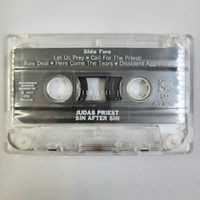 Side Two
Let Us Pray • Call For The Priest/
Raw Deal • Here Come The Tears • Dissident Aggressor
JUDAS PRIEST
SIN AFTER SIN